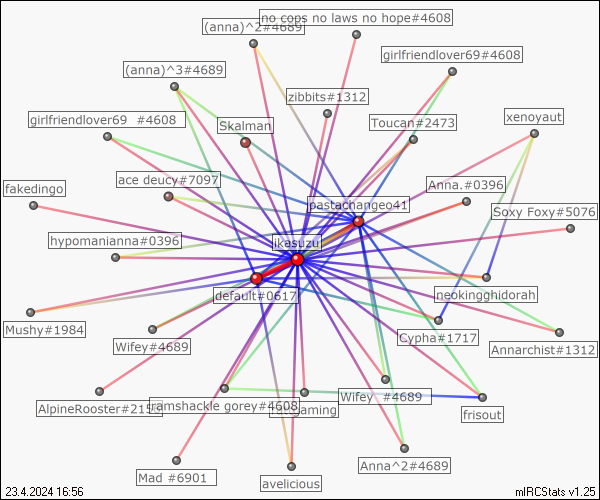 no cops no laws no hope#4608
(anna)^2#4689
girlfriendlover69#4608
(anna)^3#4689
zibbits#1312
girlfriendlover69 #4608
Skalman
Toucan#2473
xenoyaut
ace deucy#7097
Anna.#0396
fakedingo
pastachangeo41
Soxy Foxy#5076
hypomanianna#0396
ikasuzu
default#0617
neokingghidorah
Mushy#1984
Cypha#1717
Wifey#4689
Annarchist#1312
AlpineRooster#215
ramshackle gorey#4608
aming
Wifey #4689
frisout
Anna^2#4689
Mad #6901
avelicious
23.4.2024 16:56
mIRCStats v1.25